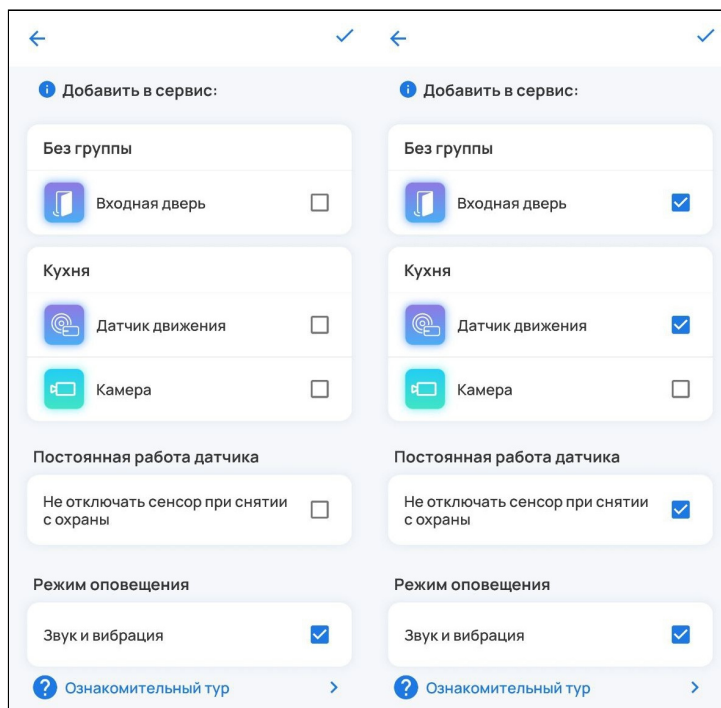 Добавить в сервис:
Без группы
Входная дверь
Кухня
Датчик движения
Камера
Постоянная работа датчика
Не отключать сенсор при снятии
с охраны
Режим оповещения
Звук и вибрация
Ознакомительный тур
Добавить в сервис:
Без группы
Входная дверь
Кухня
Датчик движения
Камера
Постоянная работа датчика
Не отключать сенсор при снятии
с охраны
Режим оповещения
Звук и вибрация
Ознакомительный тур